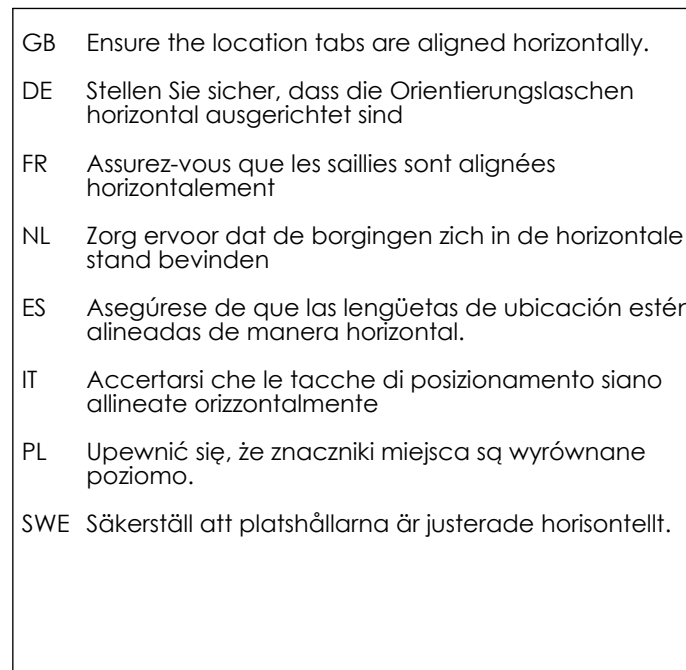 GB Ensure the location tabs are aligned horizontally.
DE Stellen Sie sicher, dass die Orientierungslaschen
horizontal ausgerichtet sind
FR Assurez-vous que les saillies sont alignées
horizontalement
NL Zorg ervoor dat de borgingen zich in de horizontale
stand bevinden
ES Asegúrese de que las lengüetas de ubicación estén
alineadas de manera horizontal.
IT Accertarsi che le tacche di posizionamento siano
allineate orizzontalmente
PL Upewnić się, że znaczniki miejsca są wyrównane
poziomo.
SWE Säkerställ att platshållarna är justerade horisontellt.